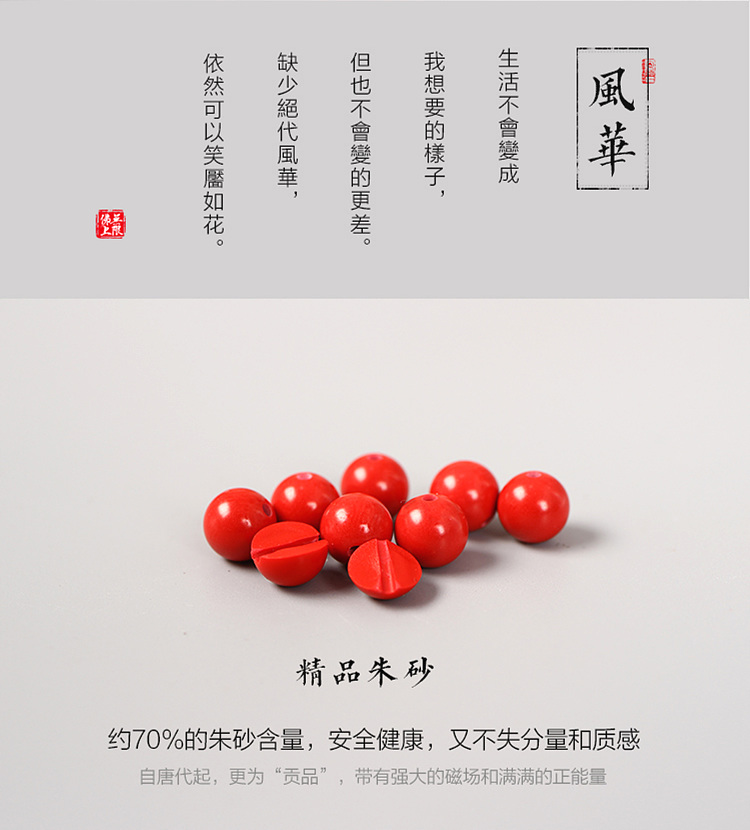 風華
生活不會變成
我想要的樣子，
但也不會變的更差。
缺少絕代風華，
依然可以笑靨如花。
精品朱砂
约70%的朱砂含量，安全健康，又不失分量和质感
自唐代起，更为“贡品”，带有强大的磁场和满满的正能量